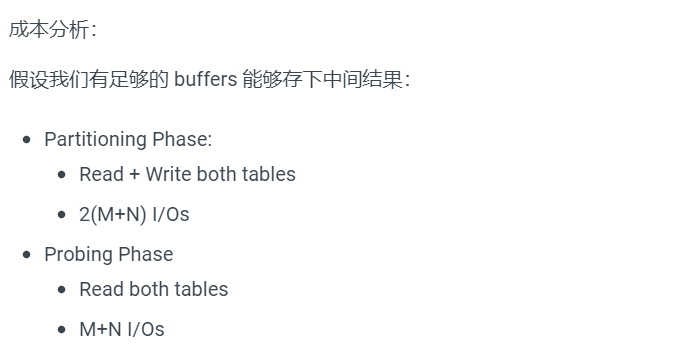 成本分析：
假设我们有足够的 buffers 能够存下中间结果：
Partitioning Phase:
Read + Write both tables
2(M+N) I/Os
Probing Phase
Read both tables
M+N I/Os